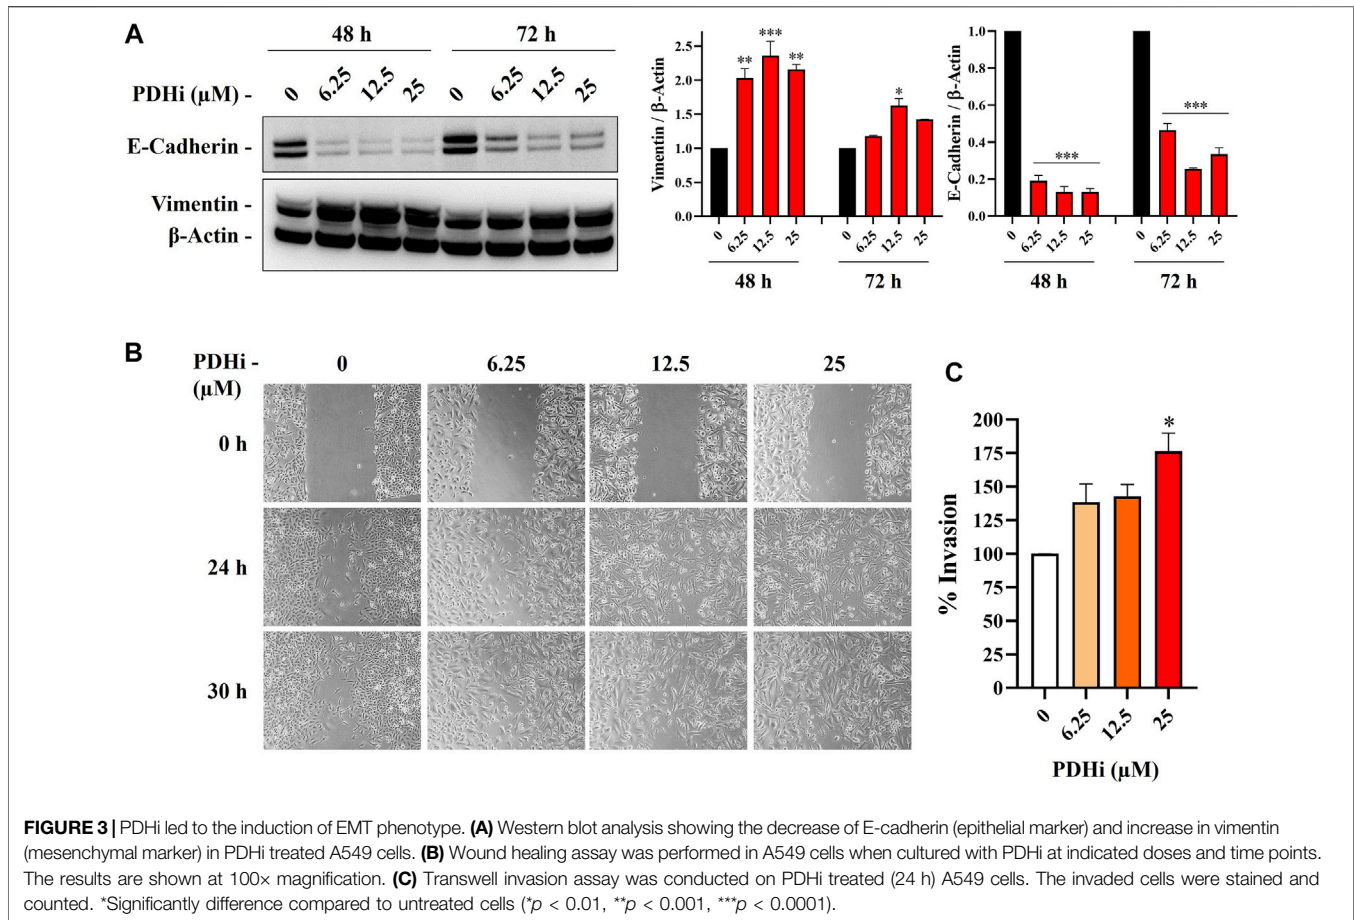 A
48 h
72 h
PDHi (µM) -
0
6.25
12.5
25
0
6.25
12.5
25
E-Cadherin -
Vimentin -
β-Actin -
Vimentin / β-Actin
2.5
2.0
1.5
1.0
0.5
0.0
**
***
**
*
0
6.25
12.5
25
0
6.25
12.5
25
48 h
72 h
E-Cadherin / β-Actin
1.0
0.8
0.6
0.4
0.2
0.0
***
***
0
6.25
12.5
25
0
6.25
12.5
25
48 h
72 h
B
PDHi -
(µM)
0
6.25
12.5
25
0 h
24 h
30 h
C
% Invasion
200
175
150
125
100
75
50
25
0
*
0
6.25
12.5
25
PDHi (µM)
FIGURE 3 | PDHi led to the induction of EMT phenotype. (A) Western blot analysis showing the decrease of E-cadherin (epithelial marker) and increase in vimentin
(mesenchymal marker) in PDHi treated A549 cells. (B) Wound healing assay was performed in A549 cells when cultured with PDHi at indicated doses and time points.
The results are shown at 100× magnification. (C) Transwell invasion assay was conducted on PDHi treated (24 h) A549 cells. The invaded cells were stained and
counted. *Significantly difference compared to untreated cells (*p < 0.01, **p < 0.001, ***p < 0.0001).